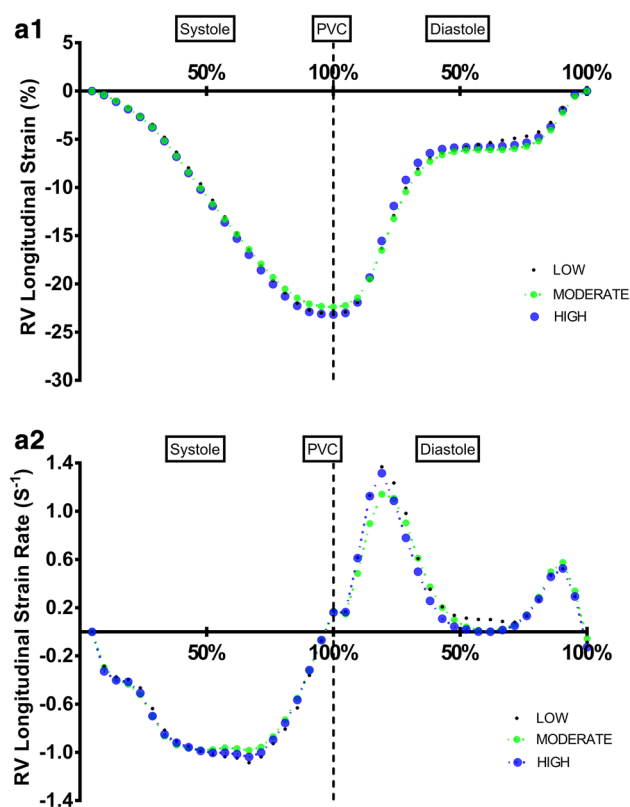 a1
Systole PVC Diastole
5
50% 100% 50% 100%
0
-5
-10
-15
-20
-25
-30
RV Longitudinal Strain (%)
LOW
MODERATE
HIGH
a2
Systole PVC Diastole
1.4
1.0
0.6
0.2
-0.2
50% 100% 50% 100%
-0.6
-1.0
-1.4
RV Longitudinal Strain Rate (S-1)
LOW
MODERATE
HIGH